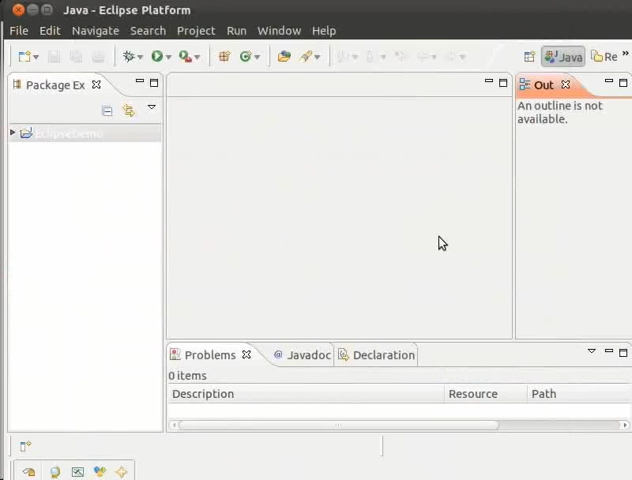 Java - Eclipse Platform
File Edit Navigate Search Project Run Window Help
Java Re »
Package Ex
Out
An outline is not
available.
EclipseDemo
Problems Javadoc Declaration
0 items
Description Resource Path